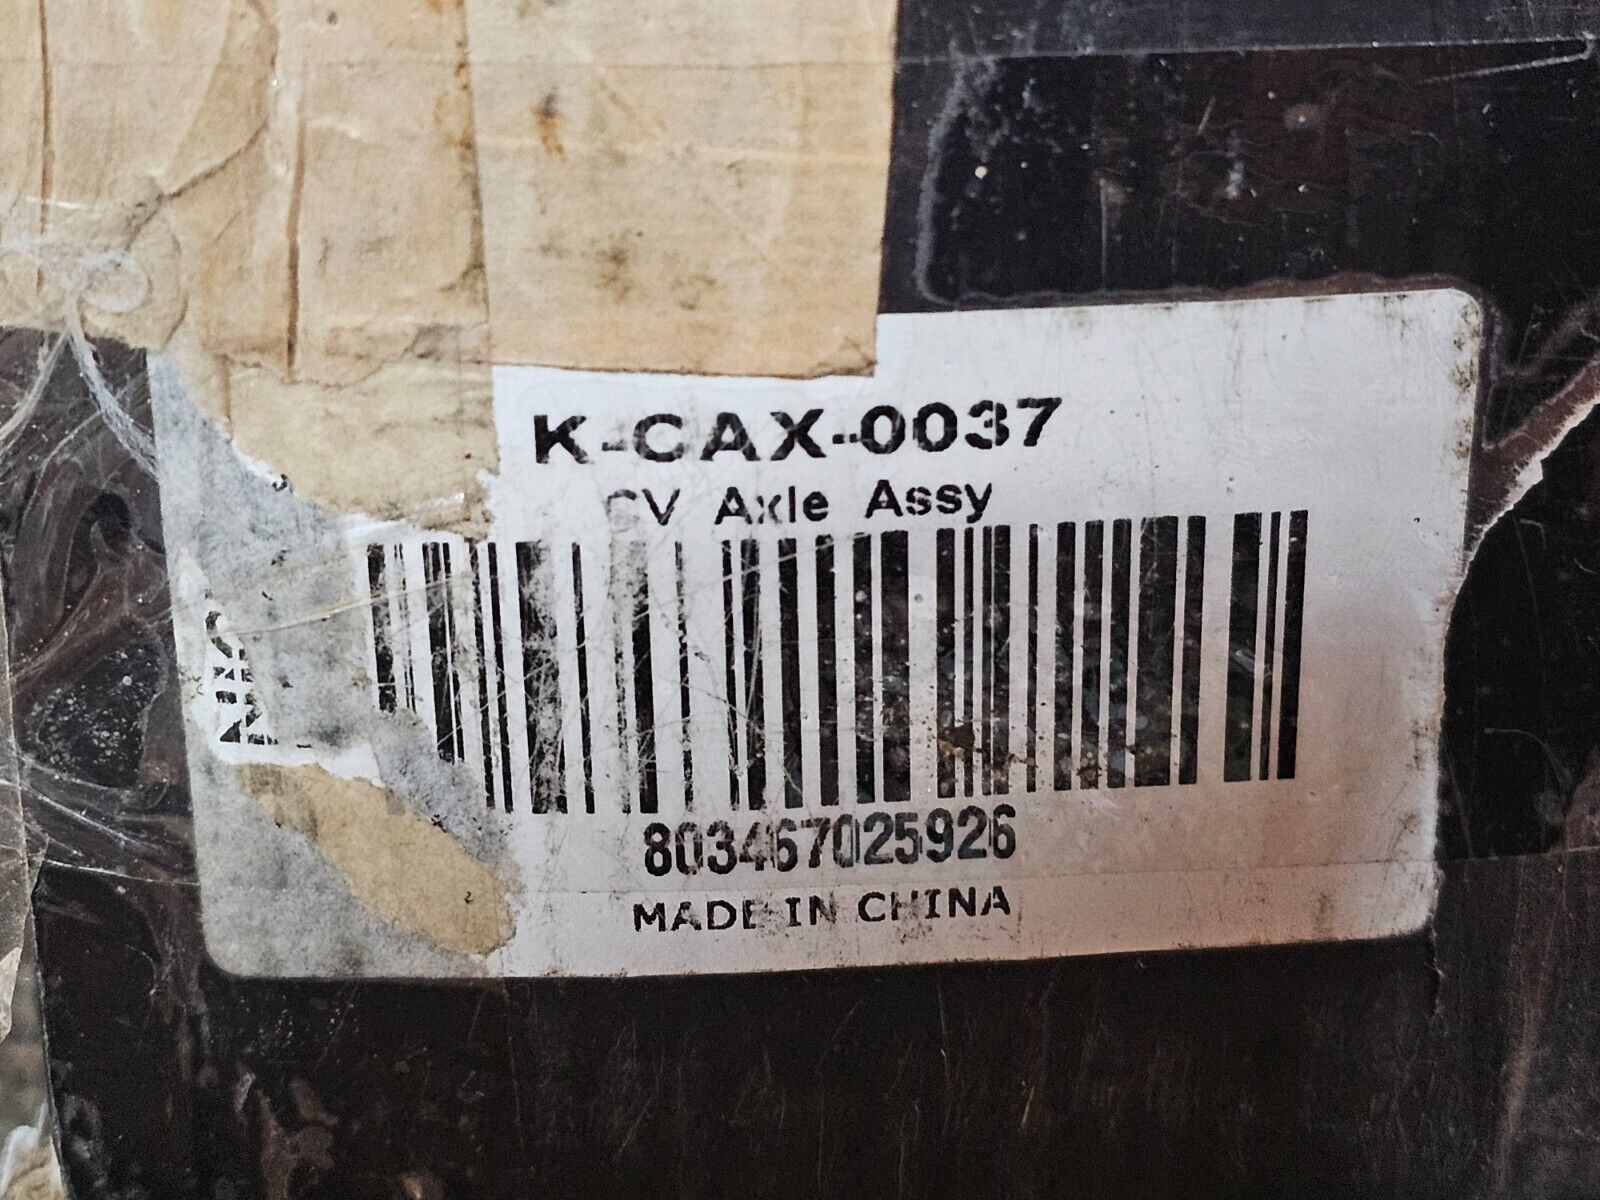 K-CAX-0037
CV Axle Assy
803467025926
MADE IN CHINA